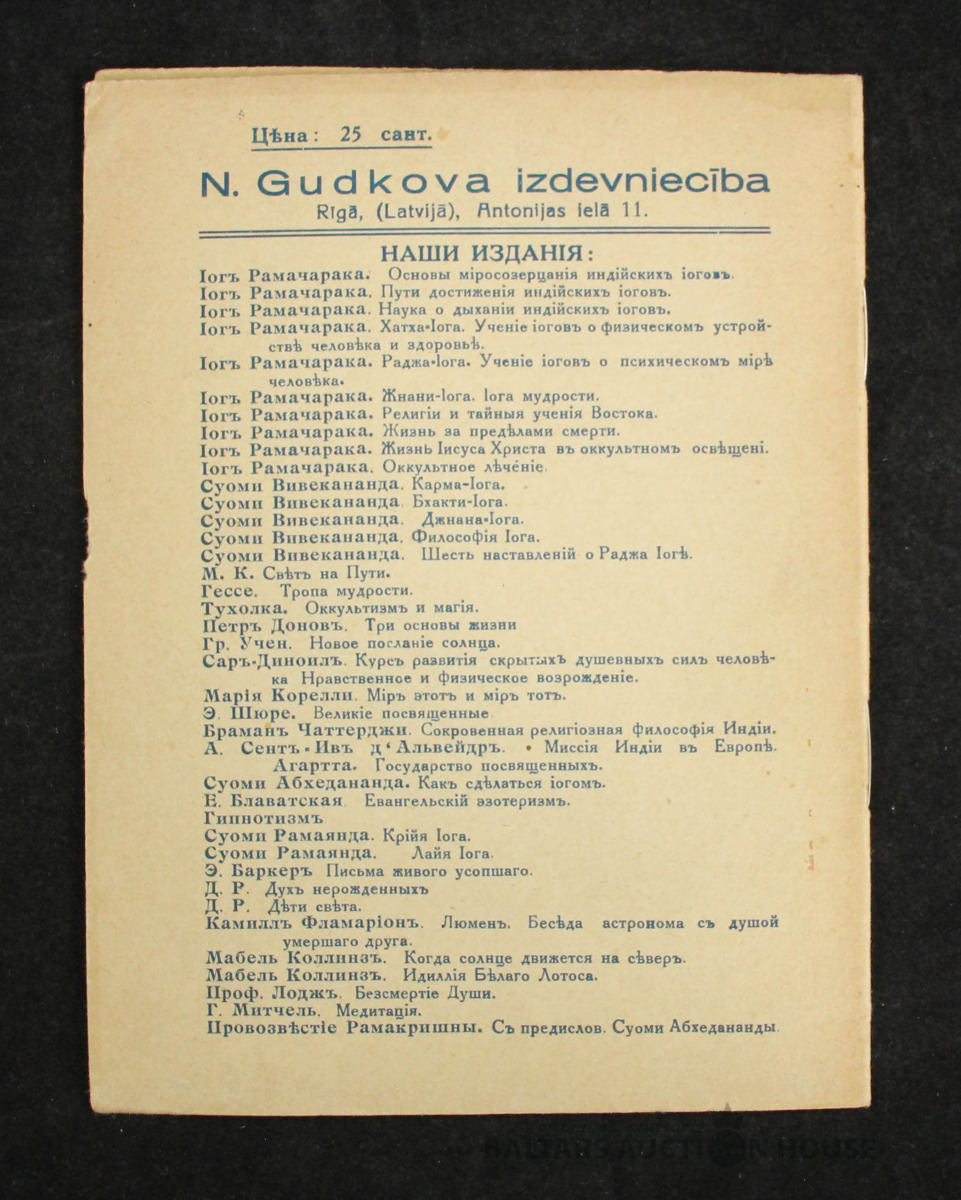 Цѣна: 25 сант.
N. Gudkova izdevniecība
Rīgā, (Latvijā), Antonijas ielā 11.
НАШИ ИЗДАНІЯ:
Іогъ Рамачарака. Основы міросозерцанія индійскихъ іоговъ.
Іогъ Рамачарака. Пути достиженія индійскихъ іоговъ.
Іогъ Рамачарака. Наука о дыханіи индійскихъ іоговъ.
Іогъ Рамачарака. Хатха-Іога. Ученіе іоговъ о физическомъ устрой-
ствѣ человѣка и здоровьѣ.
Іогъ Рамачарака. Раджа-Іога. Ученіе іоговъ о психическомъ мірѣ
человѣка.
Іогъ Рамачарака. Жнани-Іога. Іога мудрости.
Іогъ Рамачарака. Религіи и тайныя ученія Востока.
Іогъ Рамачарака. Жизнь за предѣлами смерти.
Іогъ Рамачарака. Жизнь Іисуса Христа въ оккультном освѣщені.
Іогъ Рамачарака. Оккультное лѣченіе.
Суоми Вивекананда. Карма-Іога.
Суоми Вивекананда. Бхакти-Іога.
Суоми Вивекананда. Джнана-Іога.
Суоми Вивекананда. Философія Іога.
Суоми Вивекананда. Шесть наставленій о Раджа Іогѣ.
М. К. Свѣтъ на Пути.
Гессе. Тропа мудрости.
Тухолка. Оккультизмъ и магія.
Петръ Доновъ. Три основы жизни
Гр. Учен. Новое посланіе солнца.
Саръ-Диноилъ. Курсъ развитія скрытыхъ душевныхъ силъ человѣ-
ка Нравственное и физическое возрожденіе.
Марія Корелли. Міръ этотъ и міръ тотъ.
Э. Шюре. Великіе посвященные
Браманъ Чаттерджи. Сокровенная религіозная философія Индіи.
А. Сентъ-Ивъ д'Альвейдръ. • Миссія Индіи въ Европѣ.
Агартта. Государство посвященныхъ.
Суоми Абхедананда. Какъ сдѣлаться іогомъ.
Е. Блаватская. Евангельскій эзотеризмъ.
Гипнотизмъ
Суоми Рамаянда. Крійя Іога.
Суоми Рамаянда. Лайя Іога.
Э. Баркеръ Письма живого усопшаго.
Д. Р. Духъ нерожденныхъ
Д. Р. Дѣти свѣта.
Камиллъ Фламаріонъ. Люмен. Бесѣда астронома съ душой
умершаго друга.
Мабель Коллинзъ. Когда солнце движется на сѣверъ.
Мабель Коллинзъ. Идиллія Бѣлаго Лотоса.
Проф. Лоджъ. Безсмертіе Души.
Г. Митчель. Медитація.
Провозвѣстіе Рамакришны. Съ предислов. Суоми Абхедананды.
BALTARS AUCTION HOUSE